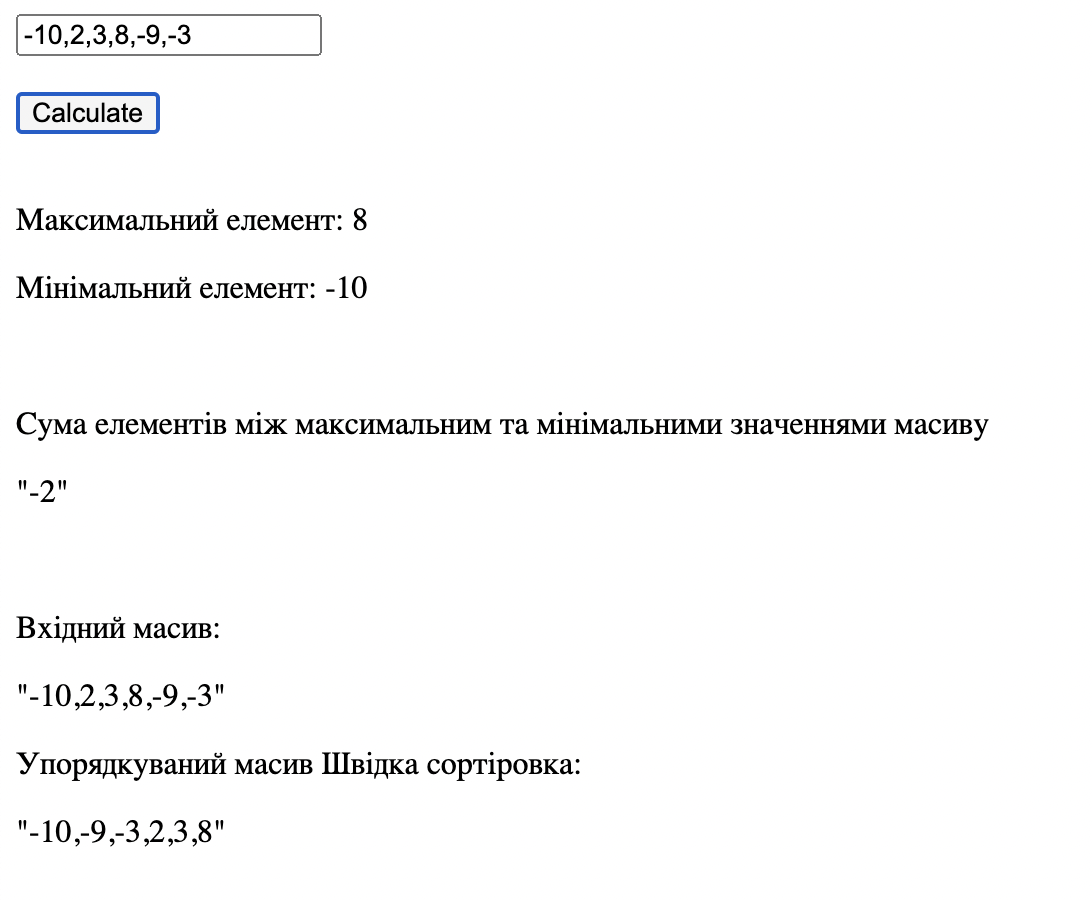 -10,2,3,8,-9,-3
Calculate
Максимальний елемент: 8
Мінімальний елемент: -10
Сума елементів між максимальним та мінімальними значеннями масиву
"-2"
Вхідний масив:
"-10,2,3,8,-9,-3"
Упорядкуваний масив Швідка сортіровка:
"-10,-9,-3,2,3,8"